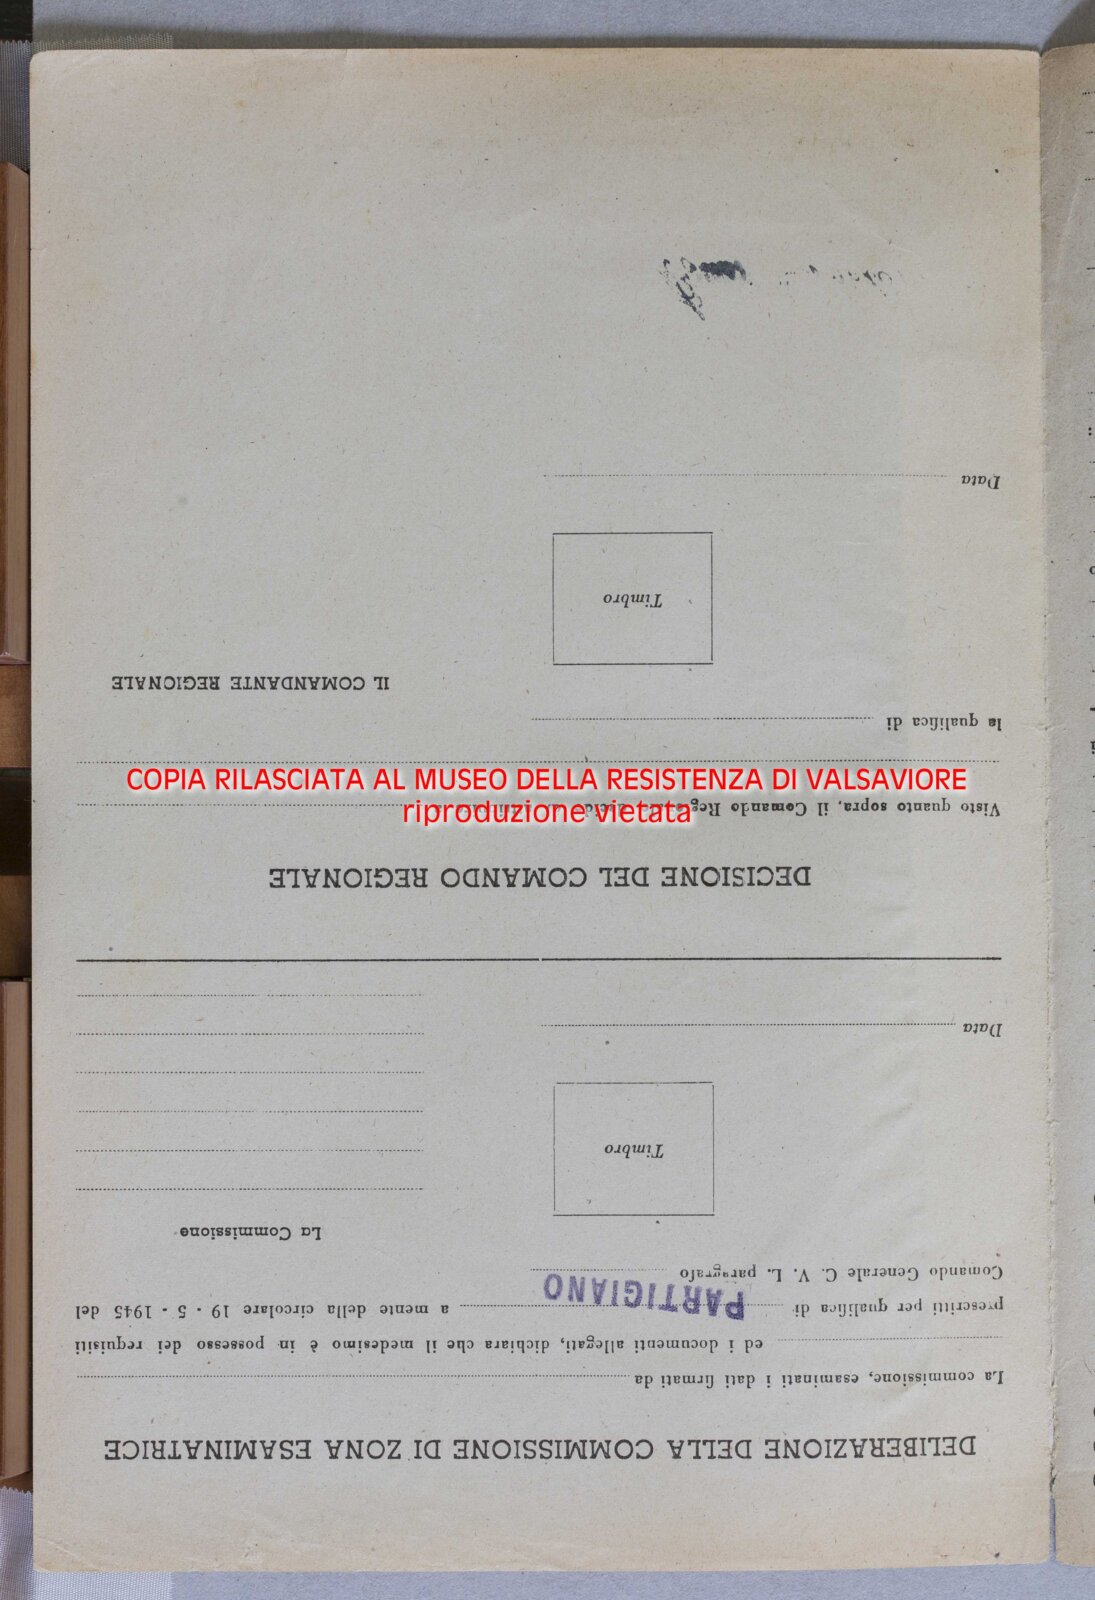 DELIBERAZIONE DELLA COMMISSIONE DI ZONA ESAMINATRICE
La commissione, esaminati i dati firmati da
ed i documenti allegati, dichiara che il medesimo è in possesso dei requisiti
prescritti per qualifica di PARTIGIANO a mente della circolare 19 - 5 - 1945 del
Comando Generale C. V. L. paragrafo
La Commissione
Timbro
Data
DECISIONE DEL COMANDO REGIONALE
Visto quanto sopra, il Comando
la qualifica di
IL COMANDANTE REGIONALE
Timbro
Data
COPIA RILASCIATA AL MUSEO DELLA RESISTENZA DI VALSAVIORE
riproduzione vietata